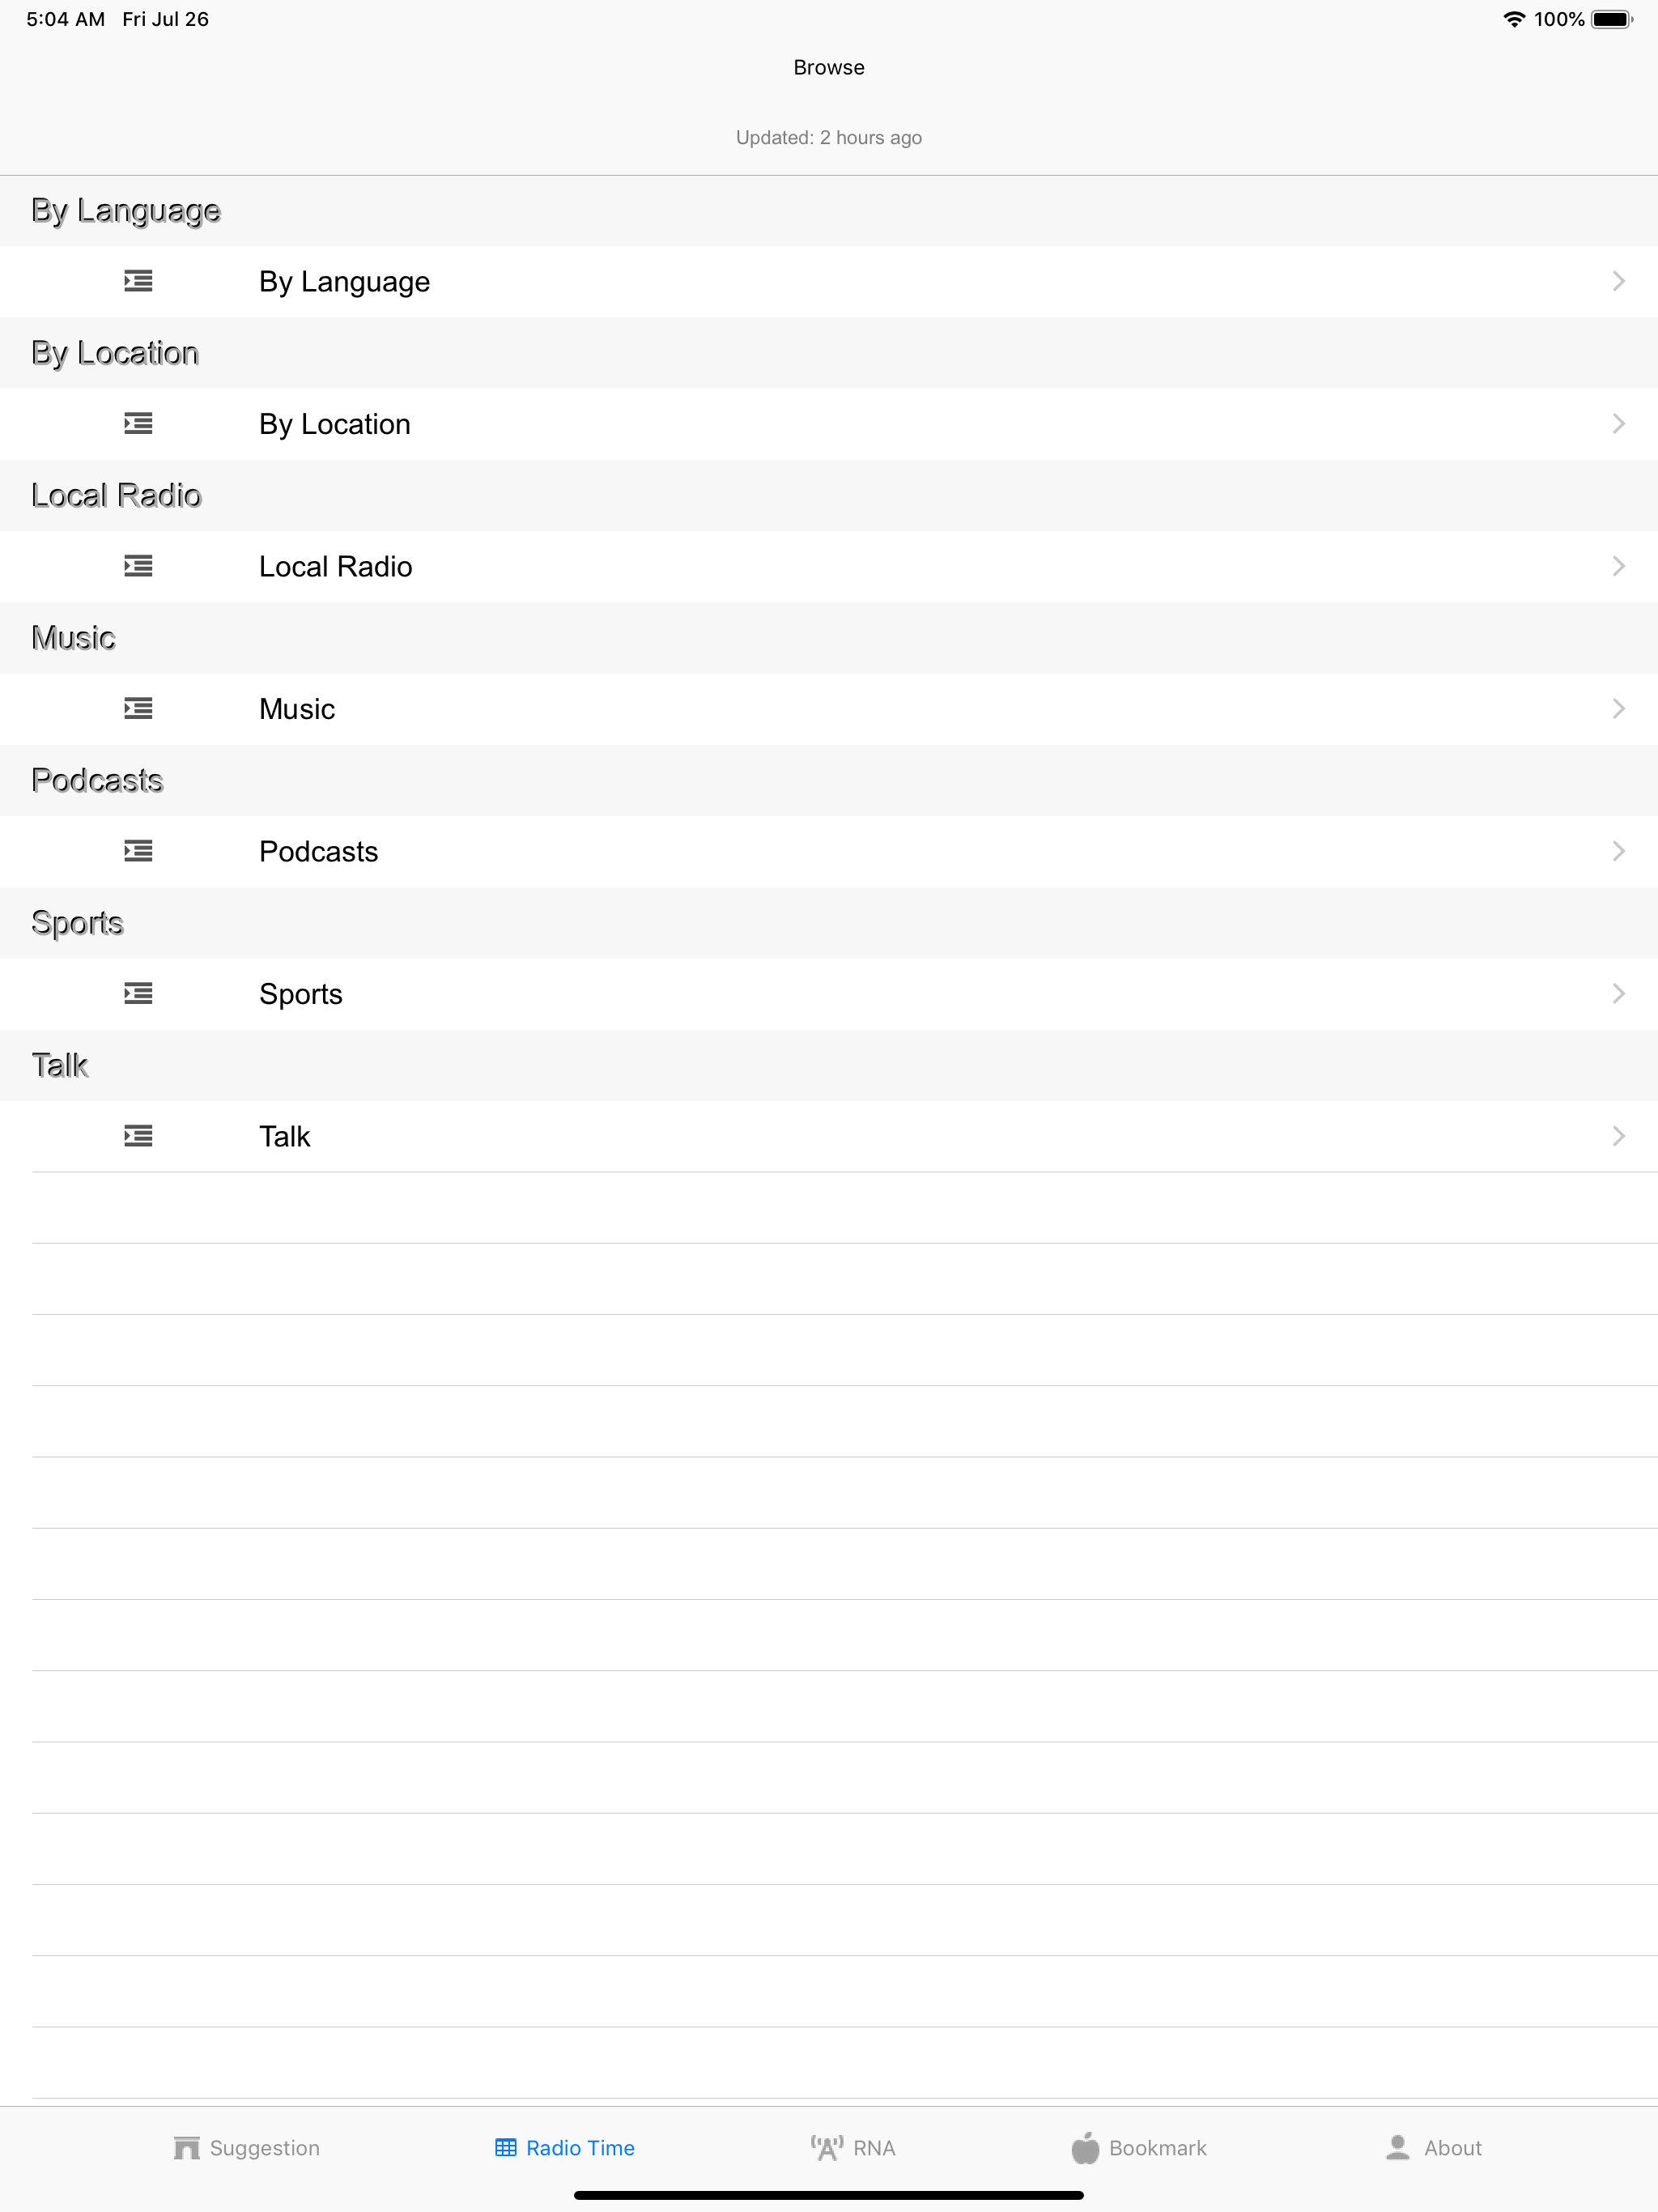 5:04 AM Fri Jul 26 100%
Browse
Updated: 2 hours ago
By Language
By Language
By Location
By Location
Local Radio
Local Radio
Music
Music
Podcasts
Podcasts
Sports
Sports
Talk
Talk
Suggestion Radio Time RNA Bookmark About